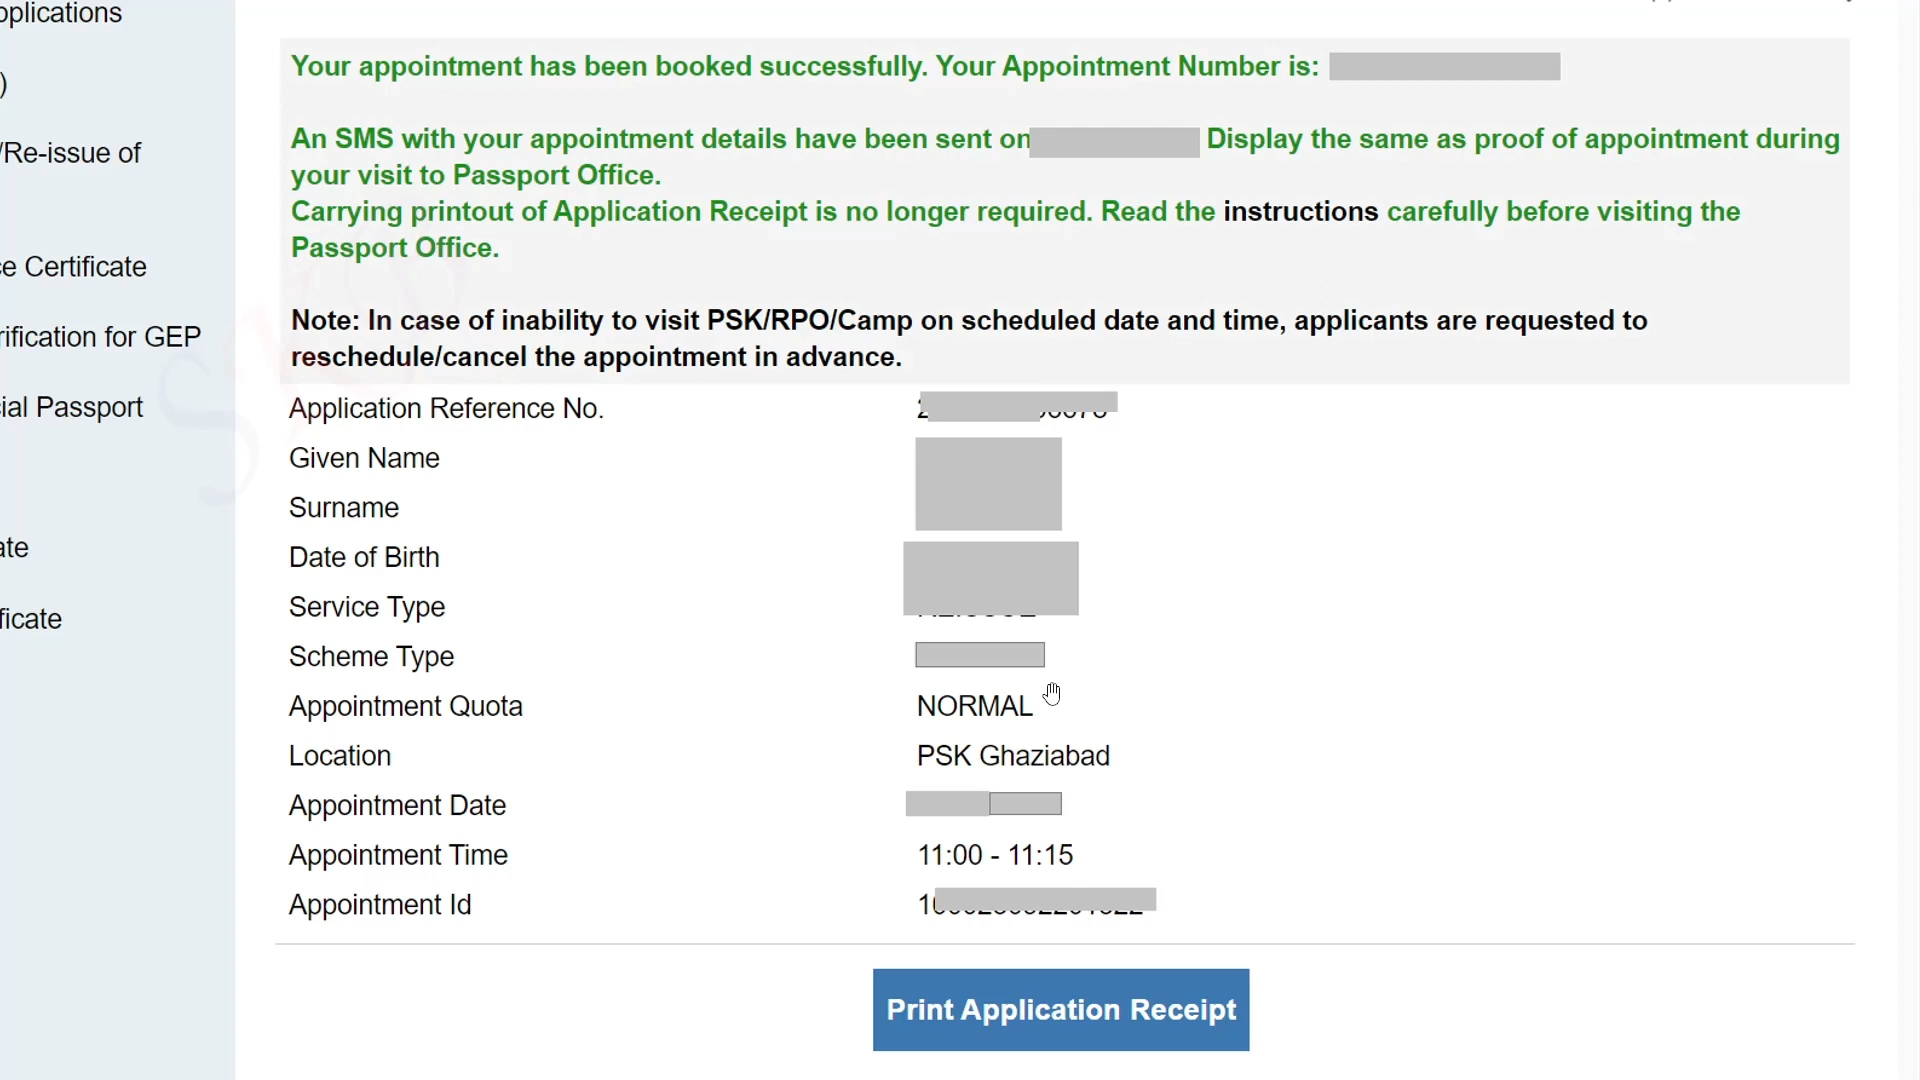 pplications
)
/Re-issue of
e Certificate
rification for GEP
ial Passport
ate
ficate
Your appointment has been booked successfully. Your Appointment Number is:
An SMS with your appointment details have been sent on Display the same as proof of appointment during
your visit to Passport Office.
Carrying printout of Application Receipt is no longer required. Read the instructions carefully before visiting the
Passport Office.
Note: In case of inability to visit PSK/RPO/Camp on scheduled date and time, applicants are requested to
reschedule/cancel the appointment in advance.
Application Reference No.
Given Name
Surname
Date of Birth
Service Type
Scheme Type
Appointment Quota NORMAL
Location PSK Ghaziabad
Appointment Date
Appointment Time 11:00 - 11:15
Appointment Id
Print Application Receipt